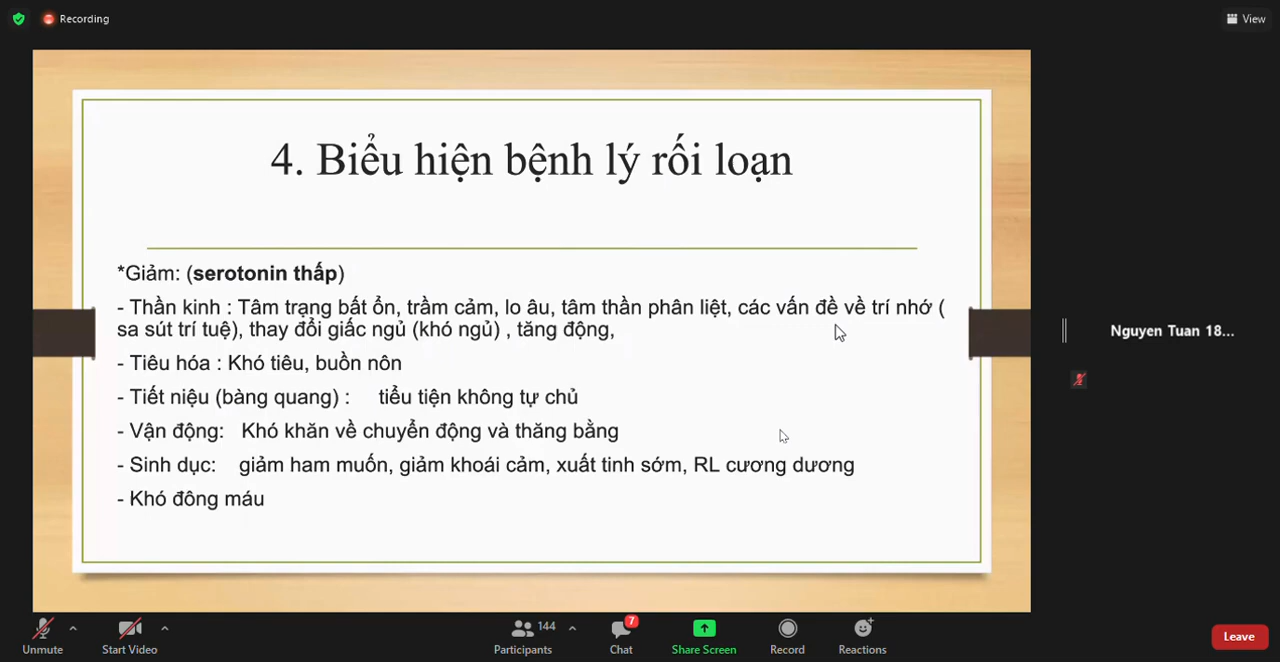 Recording
View
4. Biểu hiện bệnh lý rối loạn
*Giảm: (serotonin thấp)
- Thần kinh : Tâm trạng bất ổn, trầm cảm, lo âu, tâm thần phân liệt, các vấn đề về trí nhớ (
sa sút trí tuệ), thay đổi giấc ngủ (khó ngủ) , tăng động,
- Tiêu hóa : Khó tiêu, buồn nôn
- Tiết niệu (bàng quang) : tiểu tiện không tự chủ
- Vận động: Khó khăn về chuyển động và thăng bằng
- Sinh dục: giảm ham muốn, giảm khoái cảm, xuất tinh sớm, RL cương dương
- Khó đông máu
Nguyen Tuan 18...
144
7
Unmute
Start Video
Participants
Chat
Share Screen
Record
Reactions
Leave